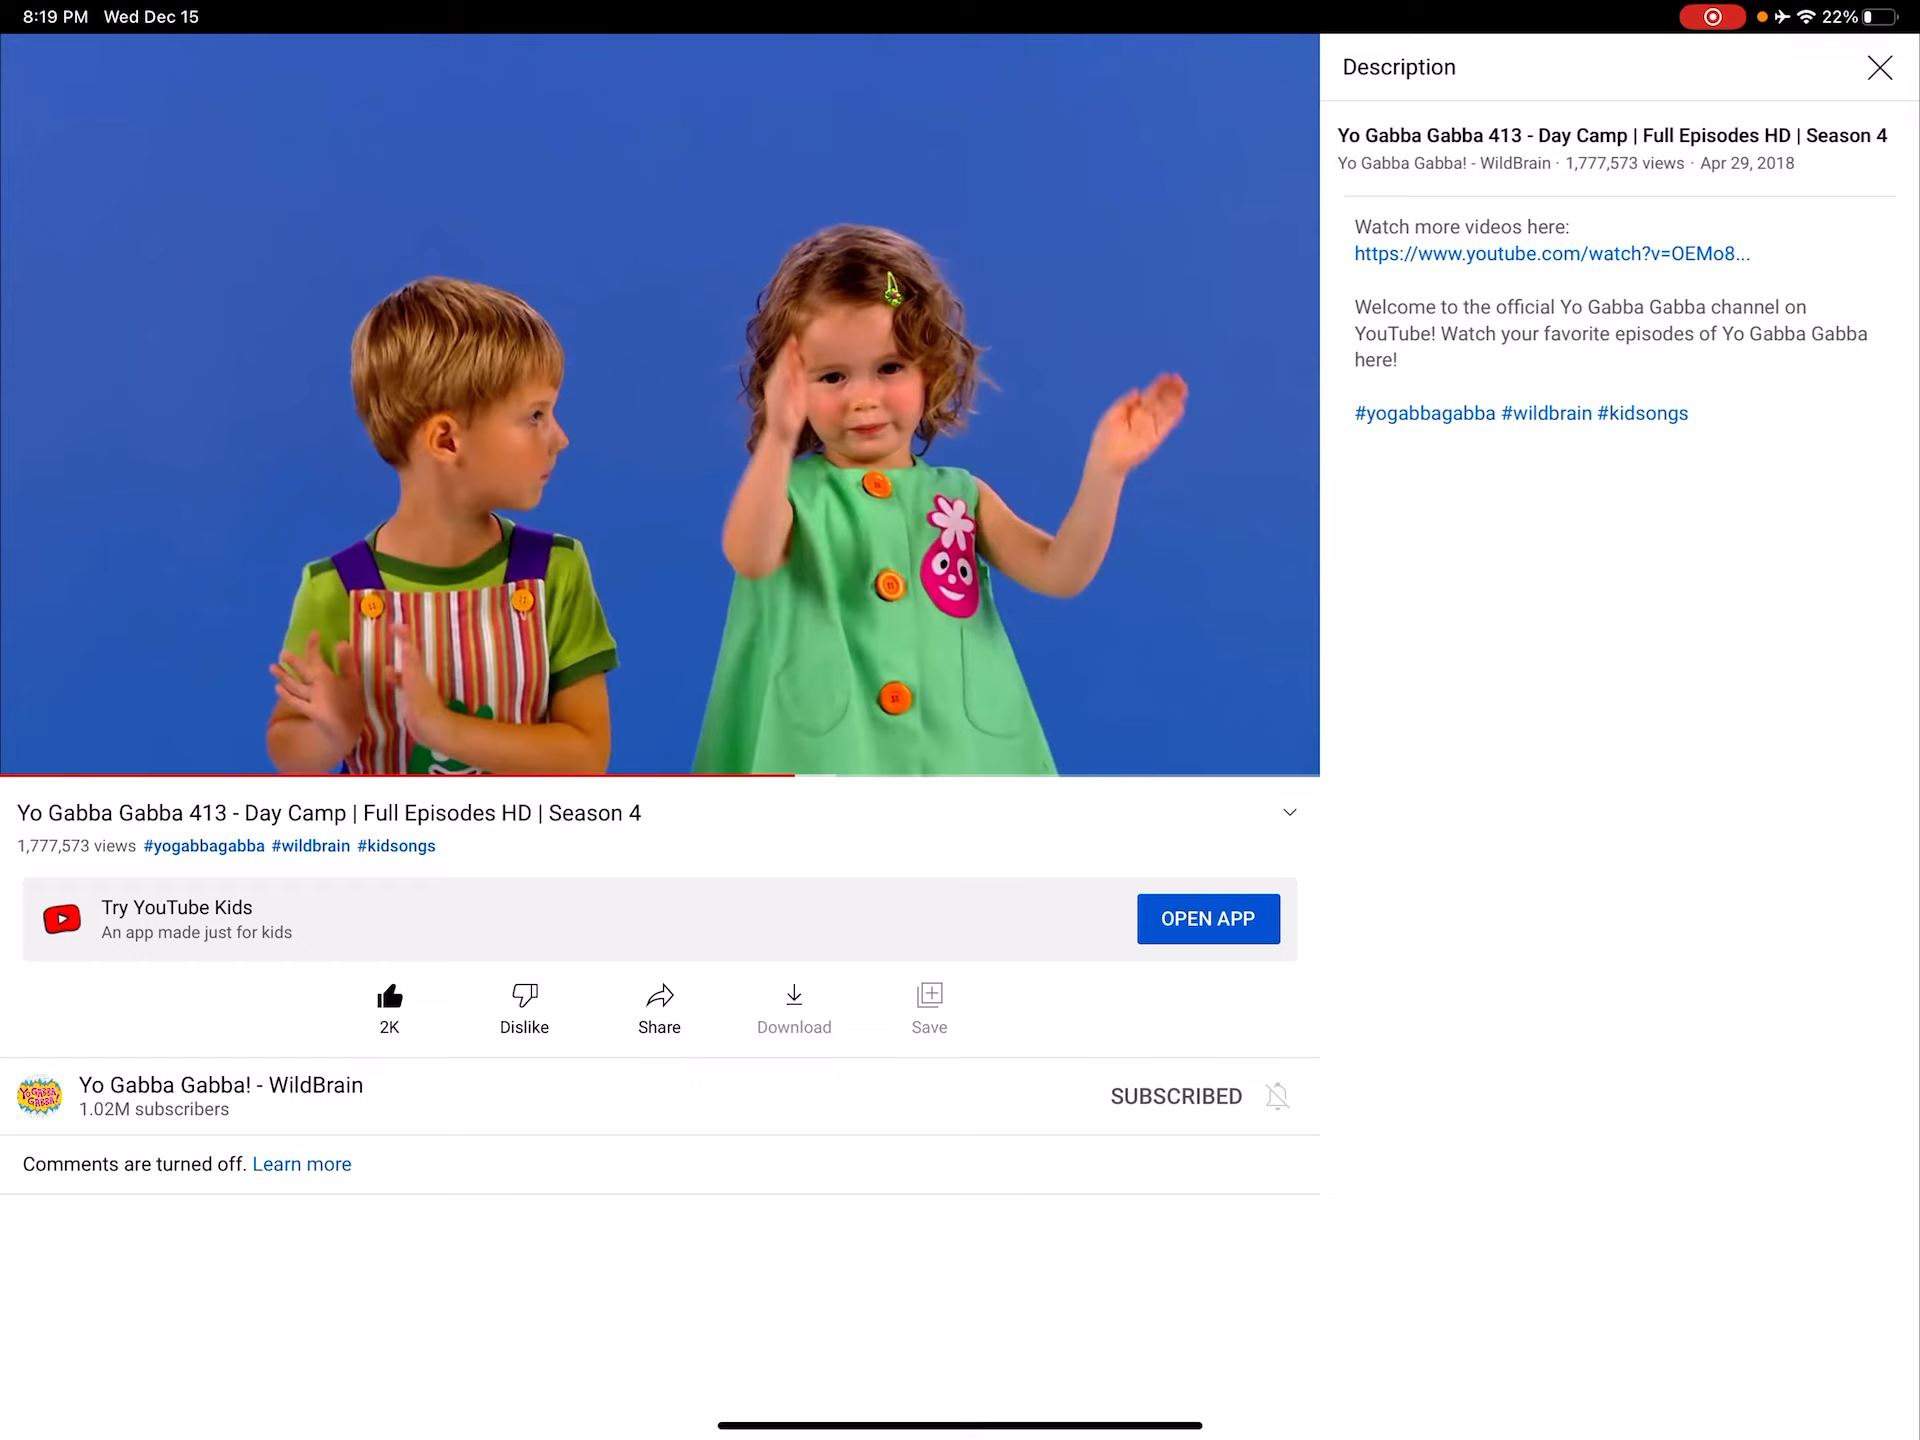 8:19 PM Wed Dec 15
22%
Description
Yo Gabba Gabba 413 - Day Camp | Full Episodes HD | Season 4
Yo Gabba Gabba! - WildBrain · 1,777,573 views · Apr 29, 2018
Watch more videos here:
https://www.youtube.com/watch?v=OEMo8...
Welcome to the official Yo Gabba Gabba channel on
YouTube! Watch your favorite episodes of Yo Gabba Gabba
here!
#yogabbagabba #wildbrain #kidsongs
Yo Gabba Gabba 413 - Day Camp | Full Episodes HD | Season 4
1,777,573 views #yogabbagabba #wildbrain #kidsongs
Try YouTube Kids
An app made just for kids
OPEN APP
2K
Dislike
Share
Download
Save
YO GABBA GABBA!
Yo Gabba Gabba! - WildBrain
1.02M subscribers
SUBSCRIBED
Comments are turned off. Learn more